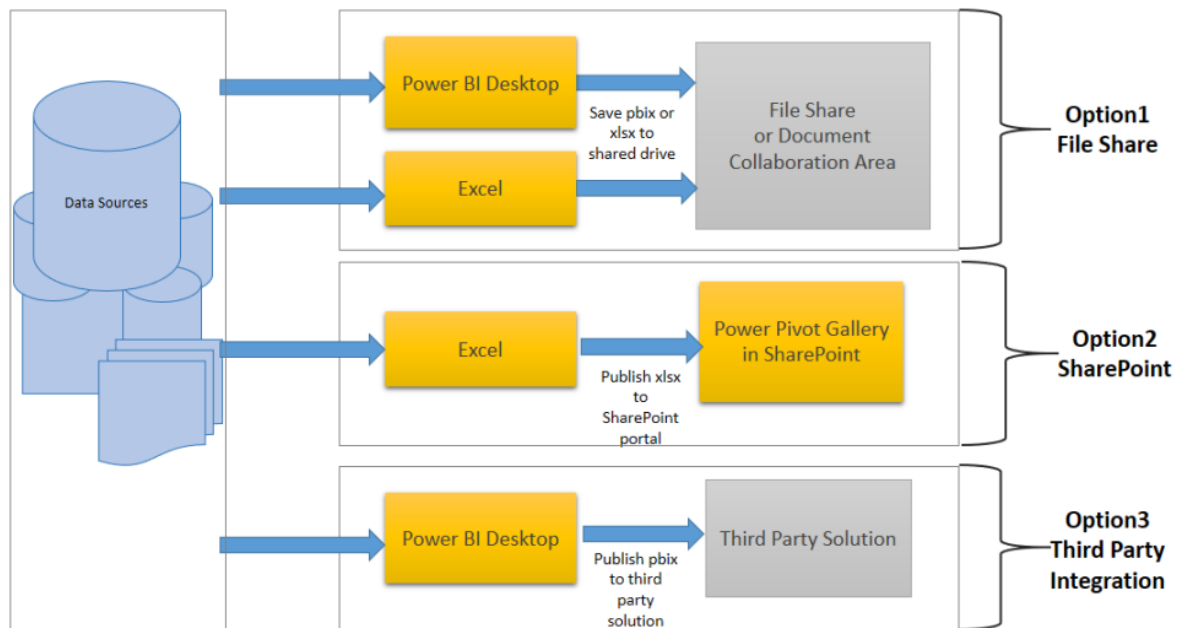 Data Sources
Power BI Desktop
Save pbix or
xlsx to
shared drive
Excel
File Share
or Document
Collaboration Area
Option1
File Share
Excel
Publish xlsx
to
SharePoint
portal
Power Pivot Gallery
in SharePoint
Option2
SharePoint
Power BI Desktop
Publish pbix
to third
party
solution
Third Party Solution
Option3
Third Party
Integration